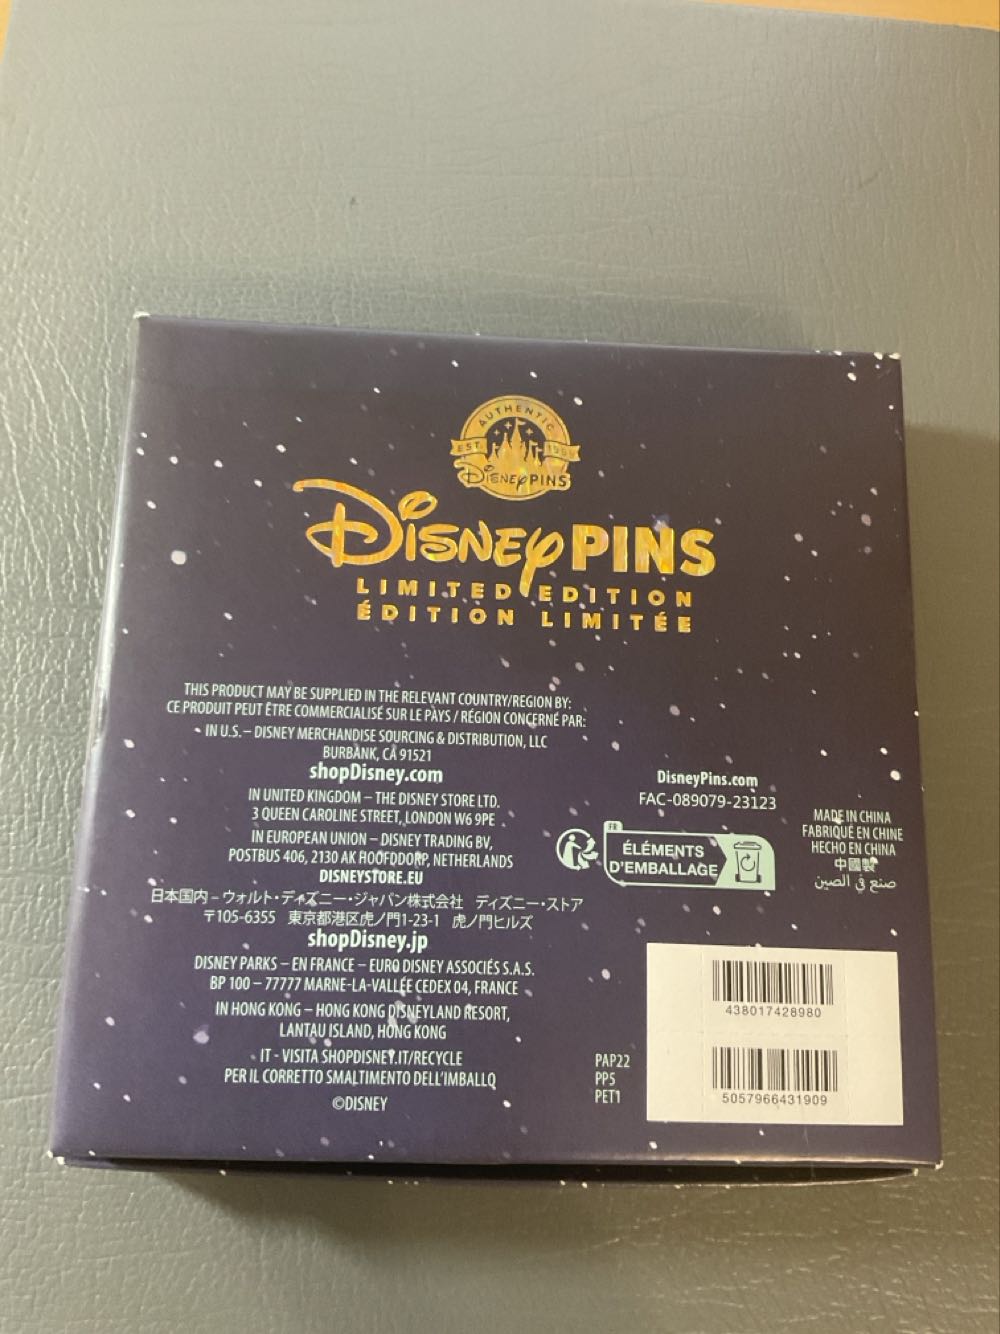 AUTHENTIC
EST. 1999
DISNEY PINS
DISNEY PINS
LIMITED EDITION
ÉDITION LIMITÉE
THIS PRODUCT MAY BE SUPPLIED IN THE RELEVANT COUNTRY/REGION BY:
CE PRODUIT PEUT ÊTRE COMMERCIALISÉ SUR LE PAYS / RÉGION CONCERNÉ PAR:
IN U.S. – DISNEY MERCHANDISE SOURCING & DISTRIBUTION, LLC
BURBANK, CA 91521
shopDisney.com
IN UNITED KINGDOM – THE DISNEY STORE LTD.
3 QUEEN CAROLINE STREET, LONDON W6 9PE
IN EUROPEAN UNION – DISNEY TRADING BV,
POSTBUS 406, 2130 AK HOOFDDORP, NETHERLANDS
DISNEYSTORE.EU
日本国内 – ウォルト・ディズニー・ジャパン株式会社 ディズニー・ストア
〒105-6355 東京都港区虎ノ門1-23-1 虎ノ門ヒルズ
shopDisney.jp
DISNEY PARKS – EN FRANCE – EURO DISNEY ASSOCIÉS S.A.S.
BP 100 – 77777 MARNE-LA-VALLÉE CEDEX 04, FRANCE
IN HONG KONG – HONG KONG DISNEYLAND RESORT,
LANTAU ISLAND, HONG KONG
IT - VISITA SHOPDISNEY.IT/RECYCLE
PER IL CORRETTO SMALTIMENTO DELL'IMBALLO
©DISNEY
DisneyPins.com
FAC-089079-23123
FR
ÉLÉMENTS
D'EMBALLAGE
MADE IN CHINA
FABRIQUÉ EN CHINE
HECHO EN CHINA
中國製
صنع في الصين
PAP22
PP5
PET1
438017428980
5057966431909